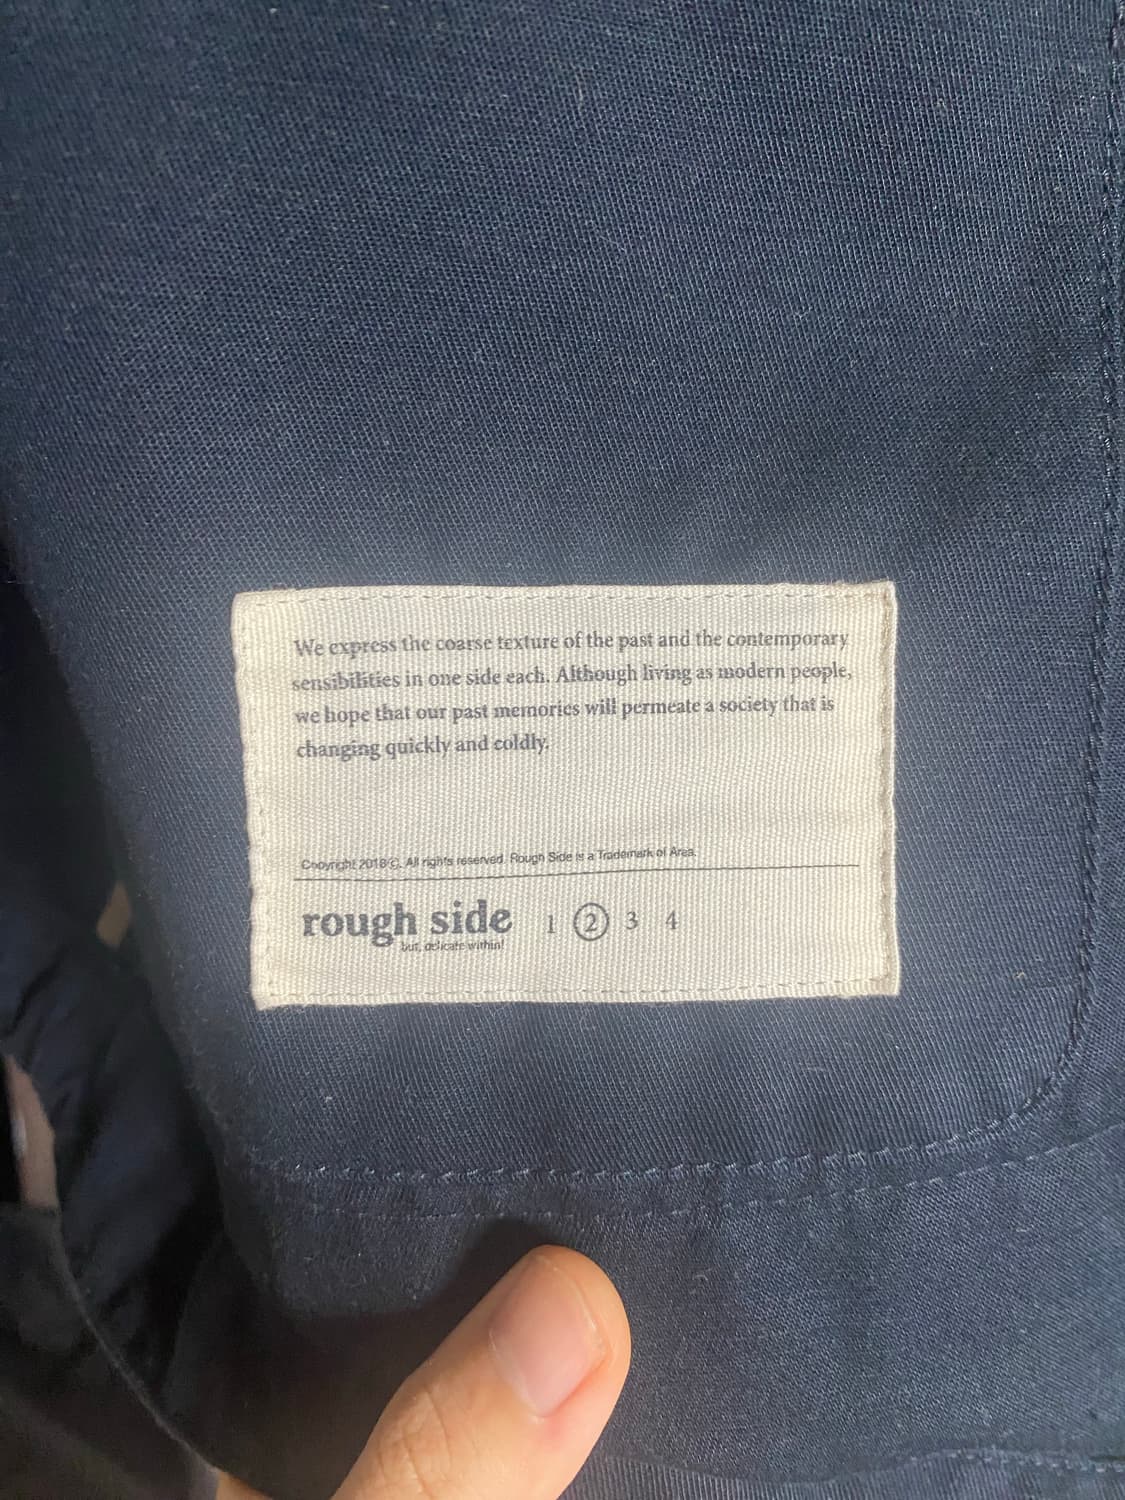 We express the coarse texture of the past and the contemporary
sensibilities in one side each. Although living as modern people,
we hope that our past memories will permeate a society that is
changing quickly and coldly.
Copyright 2018©. All rights reserved. Rough Side is a Trademark of Area.
rough side 1 2 3 4
but, delicate within!